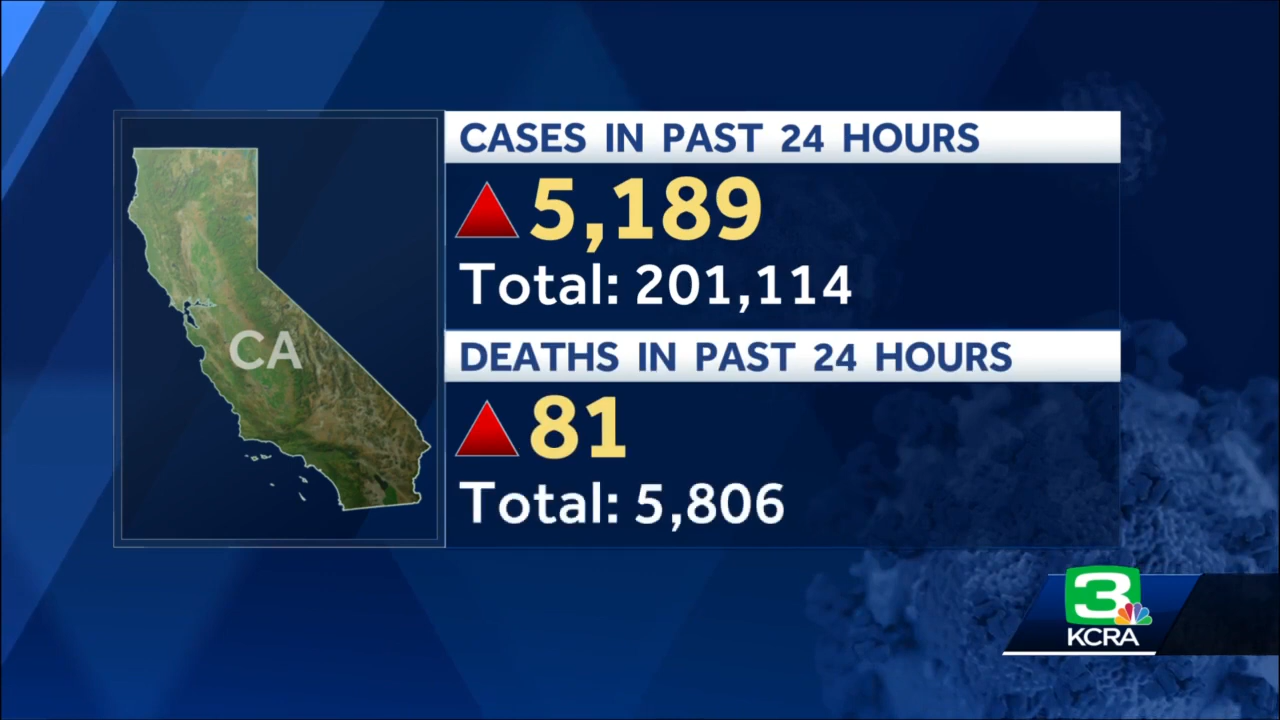 CA
CASES IN PAST 24 HOURS
5,189
Total: 201,114
DEATHS IN PAST 24 HOURS
81
Total: 5,806
3
KCRA